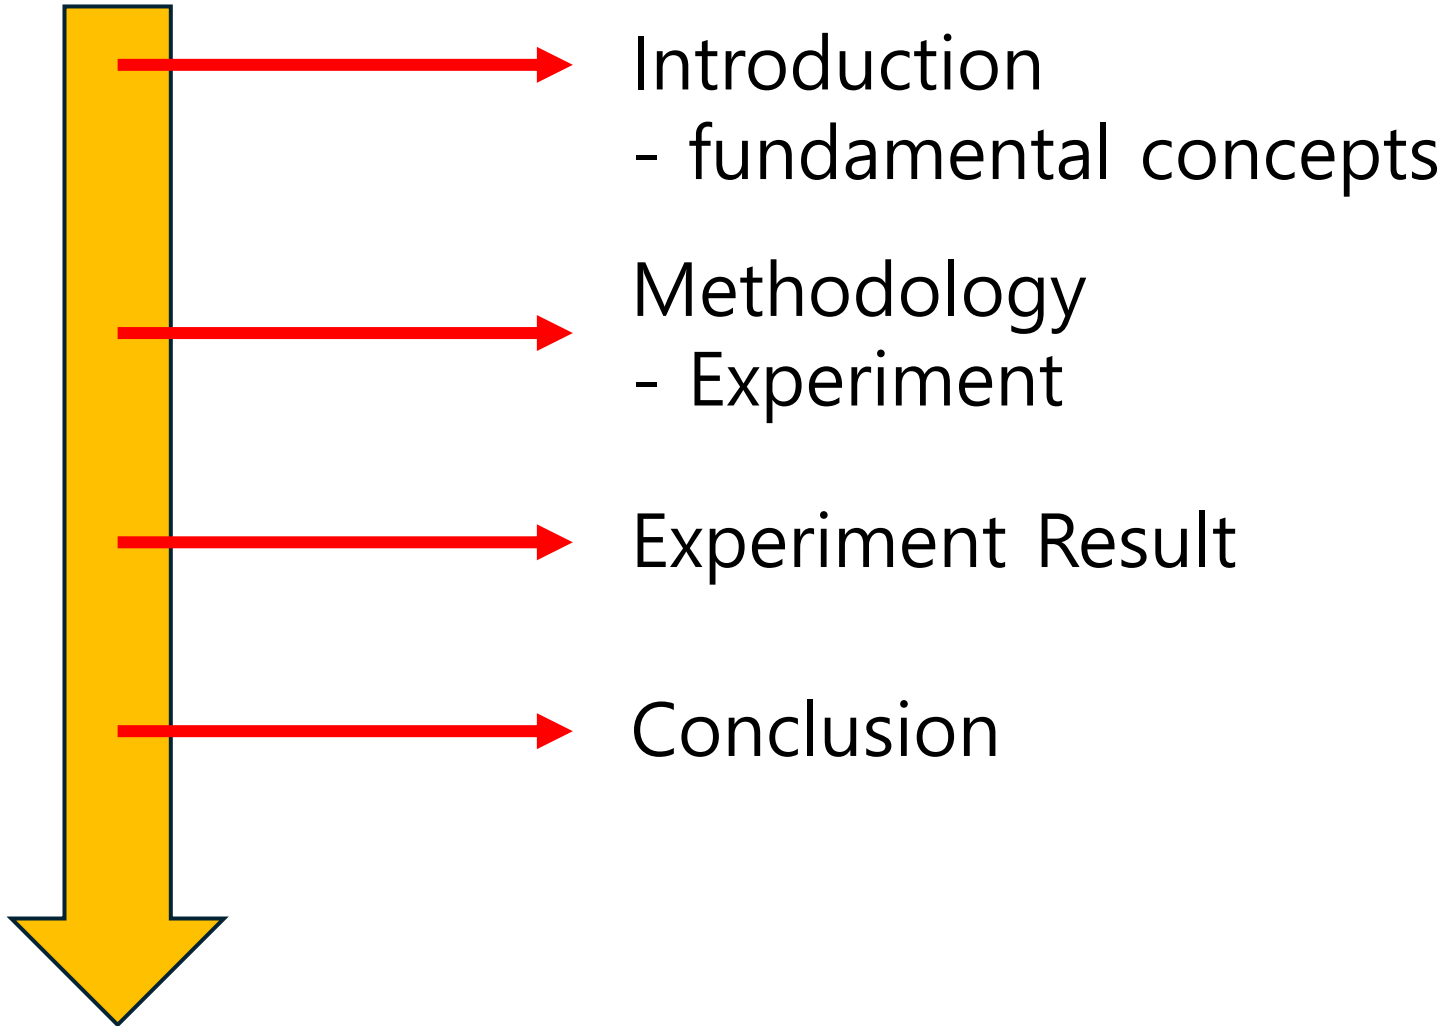 Introduction
- fundamental concepts
Methodology
- Experiment
Experiment Result
Conclusion